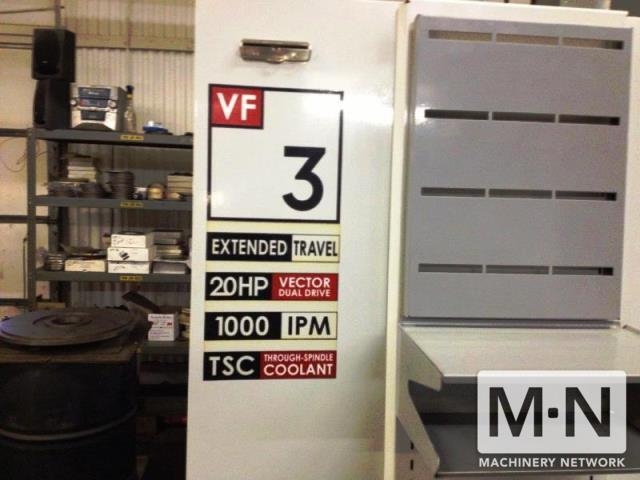 VF
3
EXTENDED TRAVEL
20HP VECTOR DUAL DRIVE
1000 IPM
TSC THROUGH-SPINDLE COOLANT
M·N
MACHINERY NETWORK